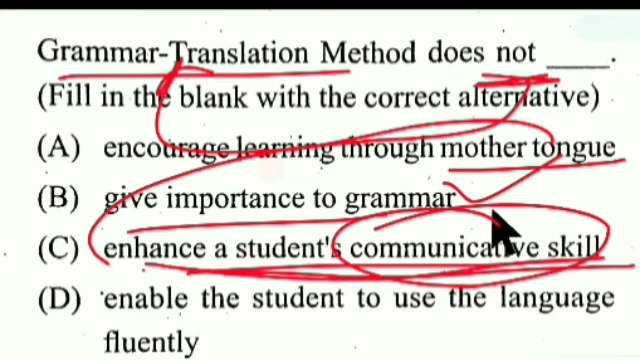 Grammar-Translation Method does not ____.
(Fill in the blank with the correct alternative)
(A) encourage learning through mother tongue
(B) give importance to grammar
(C) enhance a student's communicative skill
(D) enable the student to use the language
fluently